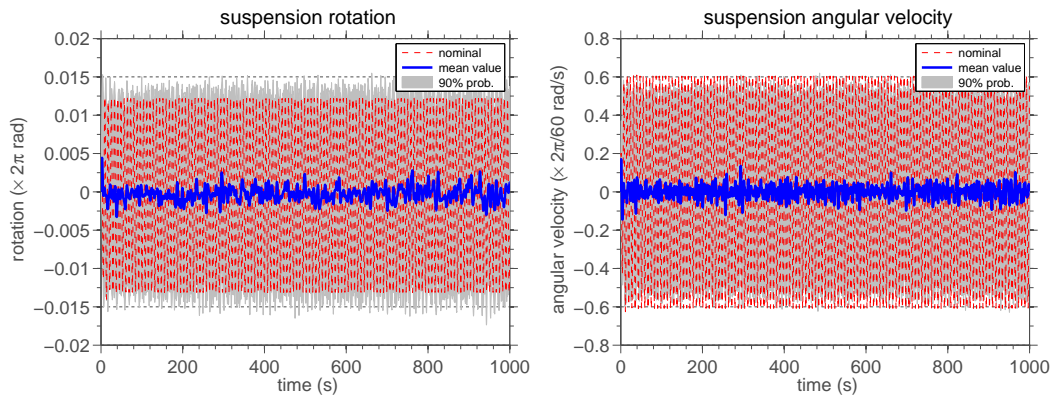 suspension rotation
0.02
0.015
0.01
0.005
0
−0.005
−0.01
−0.015
−0.02
rotation (× 2π rad)
nominal
mean value
90% prob.
0 200 400 600 800 1000
time (s)
suspension angular velocity
0.8
0.6
0.4
0.2
0
−0.2
−0.4
−0.6
−0.8
angular velocity (× 2π/60 rad/s)
nominal
mean value
90% prob.
0 200 400 600 800 1000
time (s)